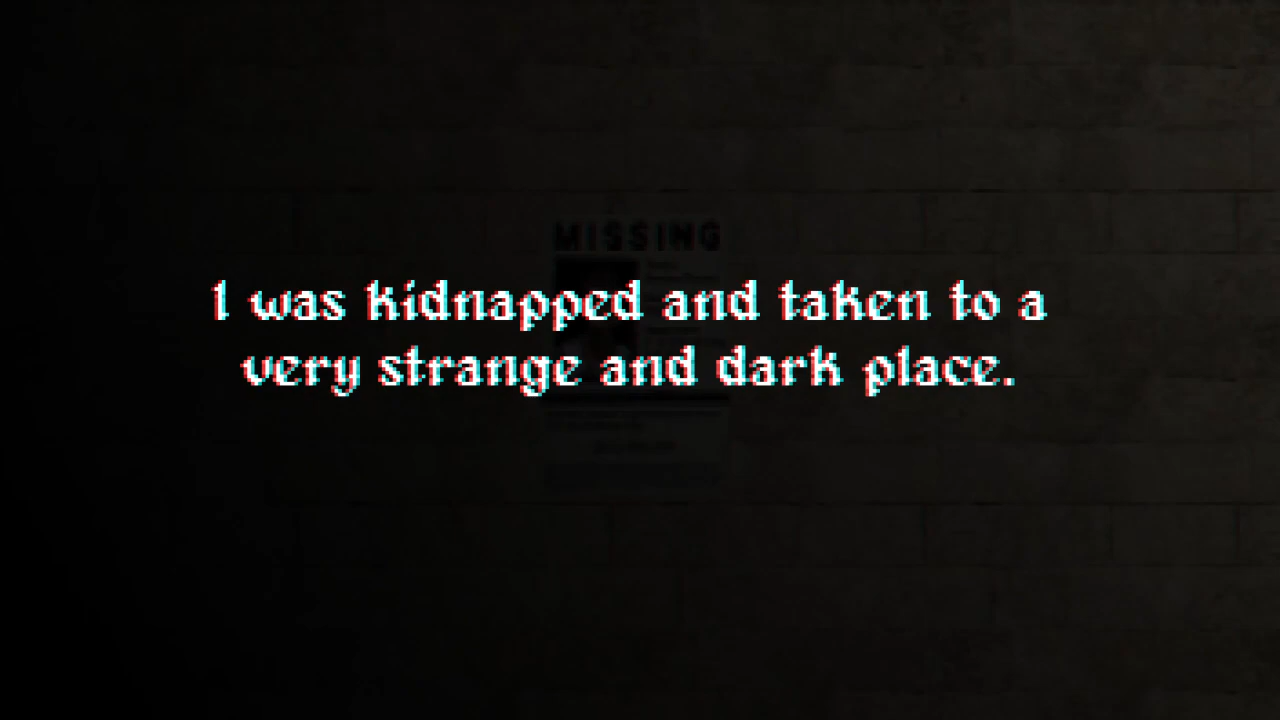 MISSING
I was kidnapped and taken to a
very strange and dark place.